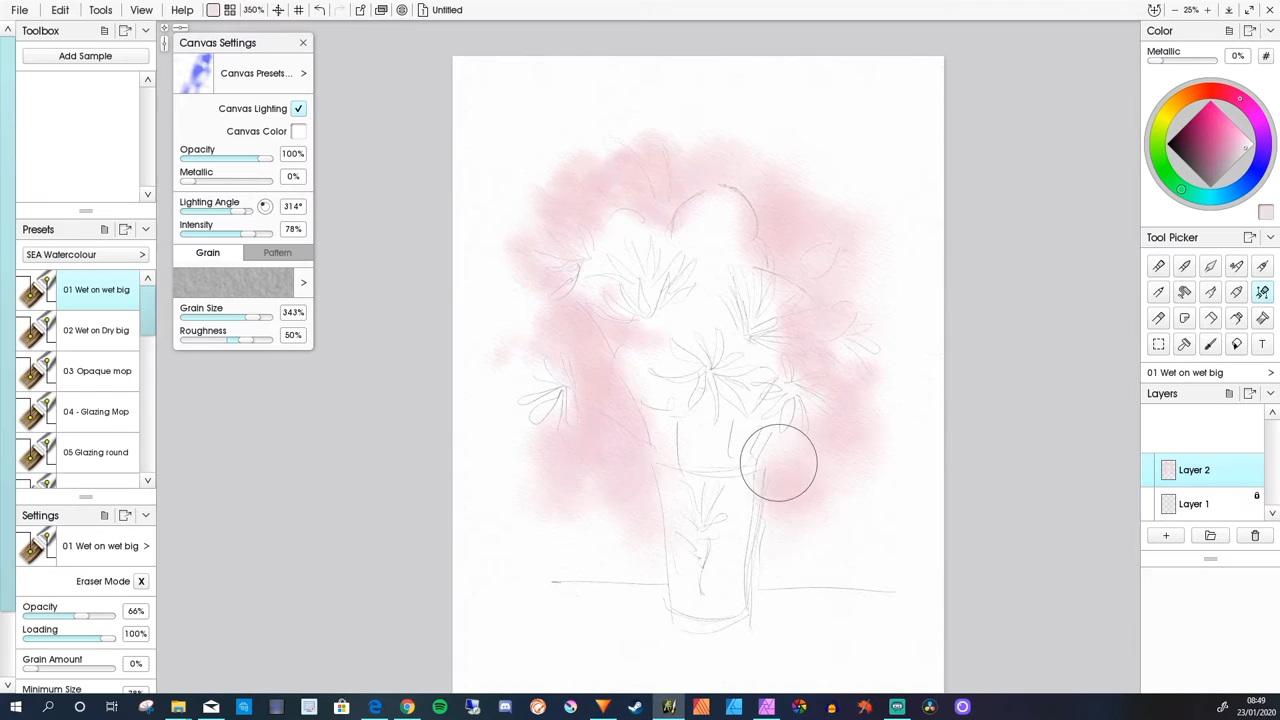 File Edit Tools View Window Help 350% Untitled 25%
Toolbox
Add Sample
Presets
SEA Watercolour
01 Wet on wet big
02 Wet on Dry big
03 Opaque mop
04 - Glazing Mop
05 Glazing round
Settings
01 Wet on wet big >
Eraser Mode X
Opacity 66%
Loading 100%
Grain Amount 0%
Minimum Size 78%
Canvas Settings
Canvas Presets... >
Canvas Lighting
Canvas Color
Opacity 100%
Metallic 0%
Lighting Angle 314°
Intensity 78%
Grain Pattern
Grain Size 343%
Roughness 50%
Color
Metallic 0% #
Tool Picker
T
01 Wet on wet big >
Layers
Layer 2
Layer 1
08:49
23/01/2020